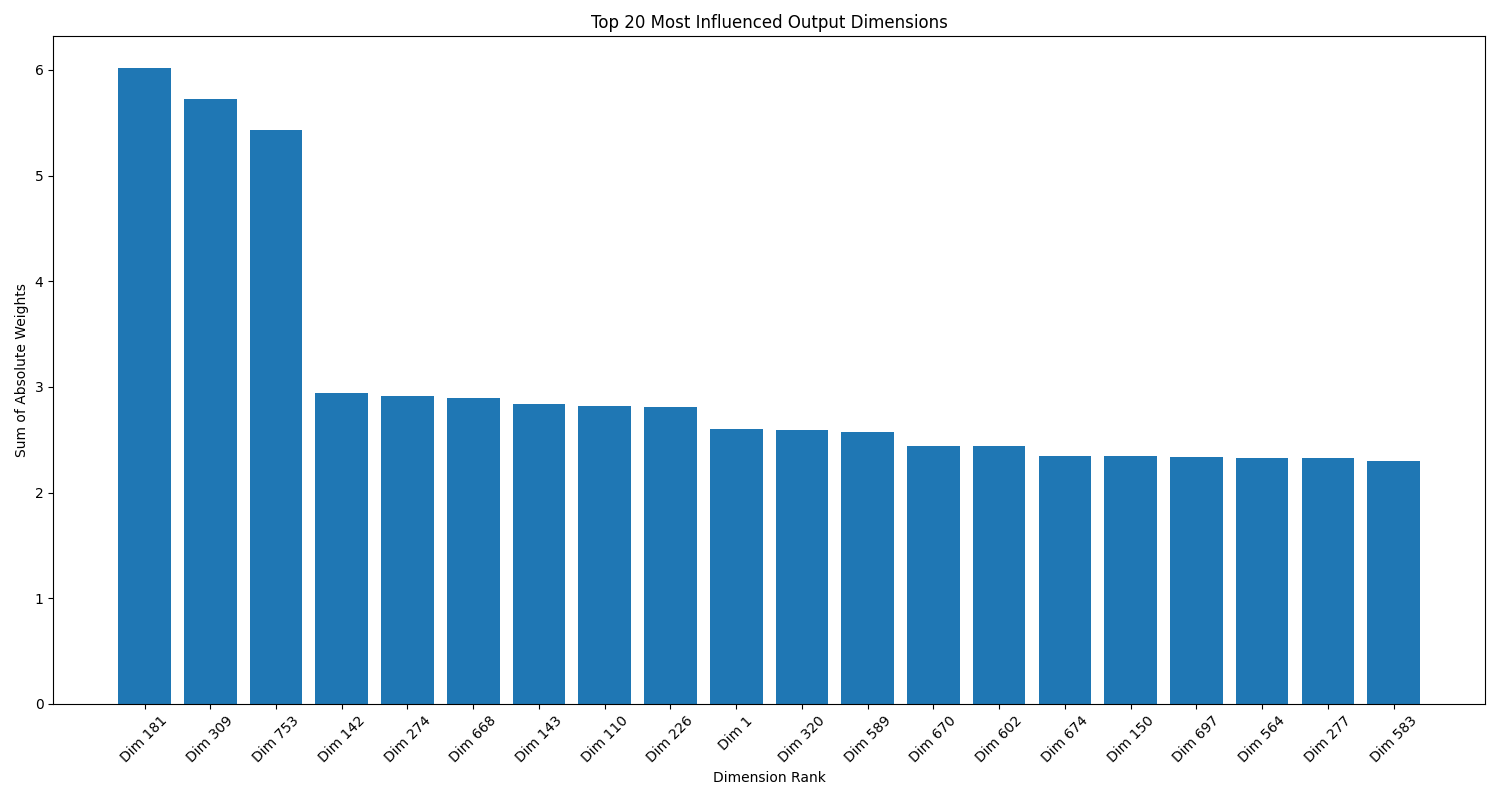 Top 20 Most Influenced Output Dimensions
Sum of Absolute Weights
6
5
4
3
2
1
0
Dim 181
Dim 309
Dim 753
Dim 142
Dim 274
Dim 668
Dim 143
Dim 110
Dim 226
Dim 1
Dim 320
Dim 589
Dim 670
Dim 602
Dim 674
Dim 150
Dim 697
Dim 564
Dim 277
Dim 583
Dimension Rank